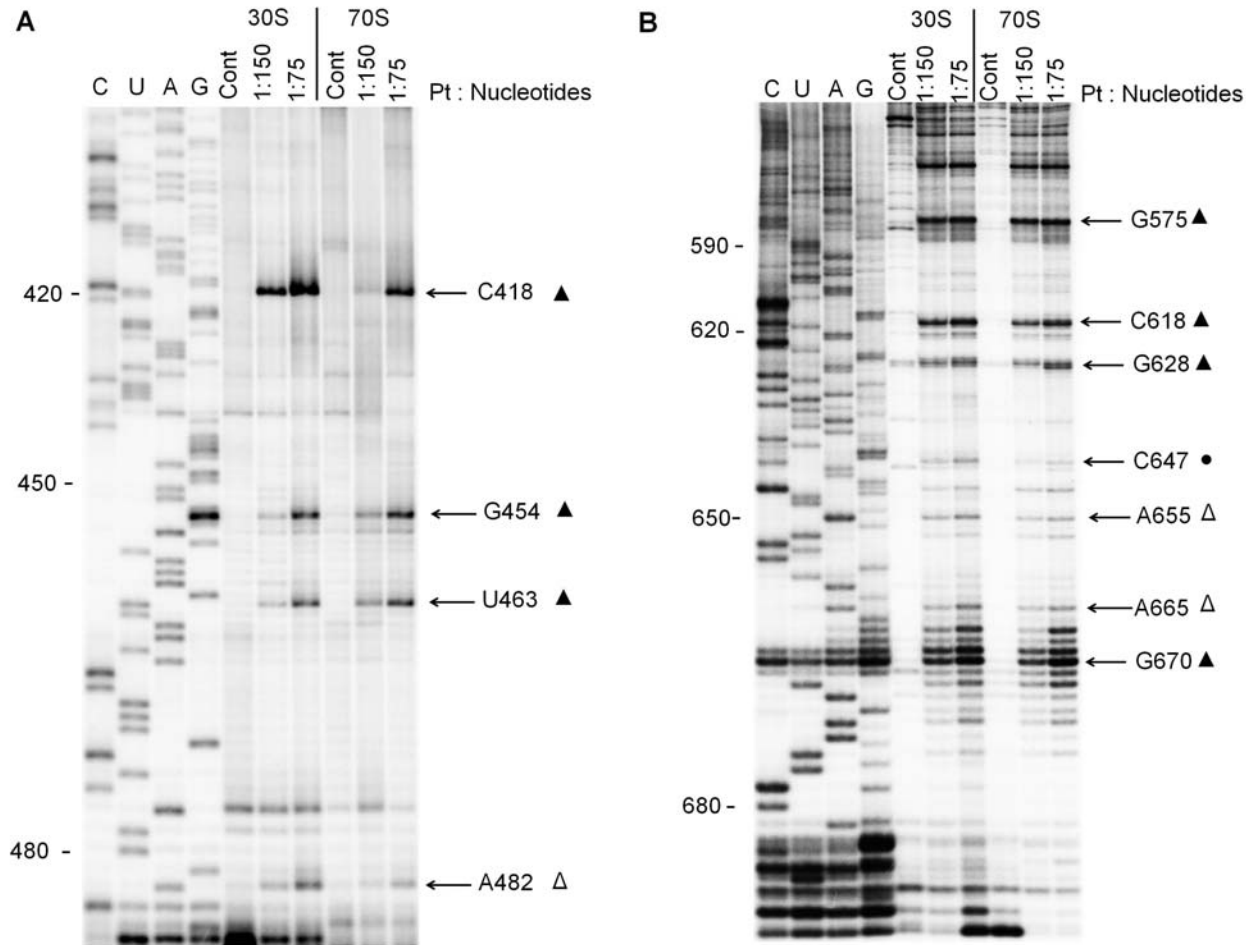 A
30S 70S
C U A G Cont 1:150 1:75 Cont 1:150 1:75 Pt : Nucleotides
420 -
450 -
480 -
C418 ▲
G454 ▲
U463 ▲
A482 Δ
B
30S 70S
C U A G Cont 1:150 1:75 Cont 1:150 1:75 Pt : Nucleotides
590 -
620 -
650-
680 -
G575 ▲
C618 ▲
G628 ▲
C647 ●
A655 Δ
A665 Δ
G670 ▲